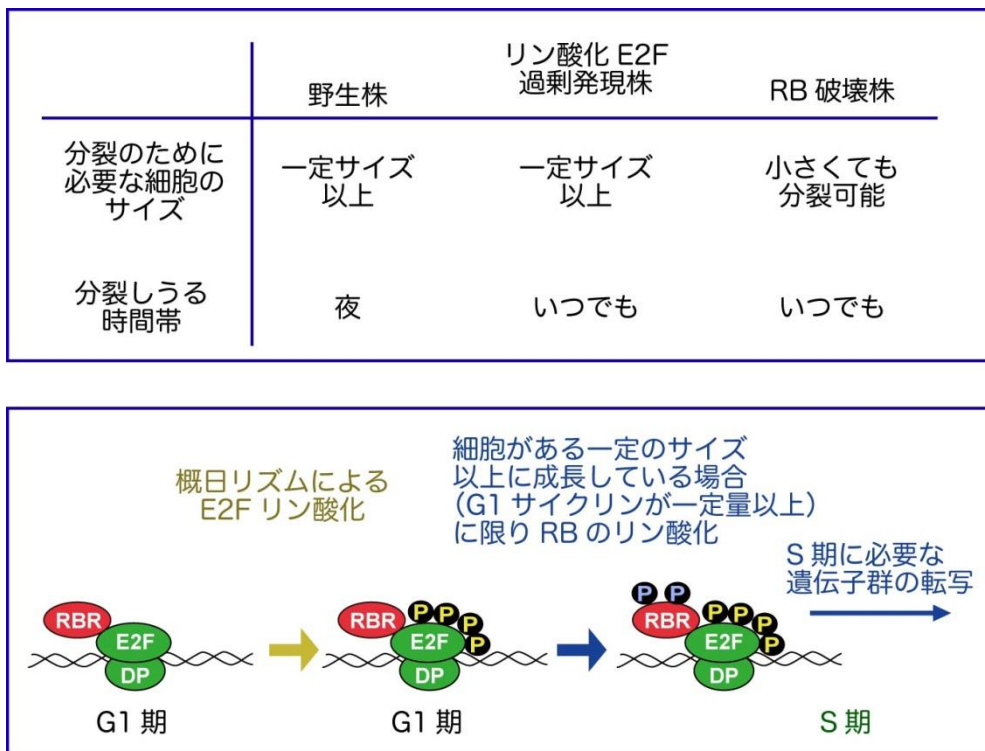 野生株
リン酸化 E2F
過剰発現株
RB 破壊株
分裂のために
必要な細胞の
サイズ
一定サイズ
以上
一定サイズ
以上
小さくても
分裂可能
分裂しうる
時間帯
夜
いつでも
いつでも
概日リズムによる
E2F リン酸化
細胞がある一定のサイズ
以上に成長している場合
（G1 サイクリンが一定量以上）
に限り RB のリン酸化
S 期に必要な
遺伝子群の転写
RBR
E2F
DP
G1 期
RBR
P P P P
E2F
DP
G1 期
P P
RBR
P P P P
E2F
DP
S 期